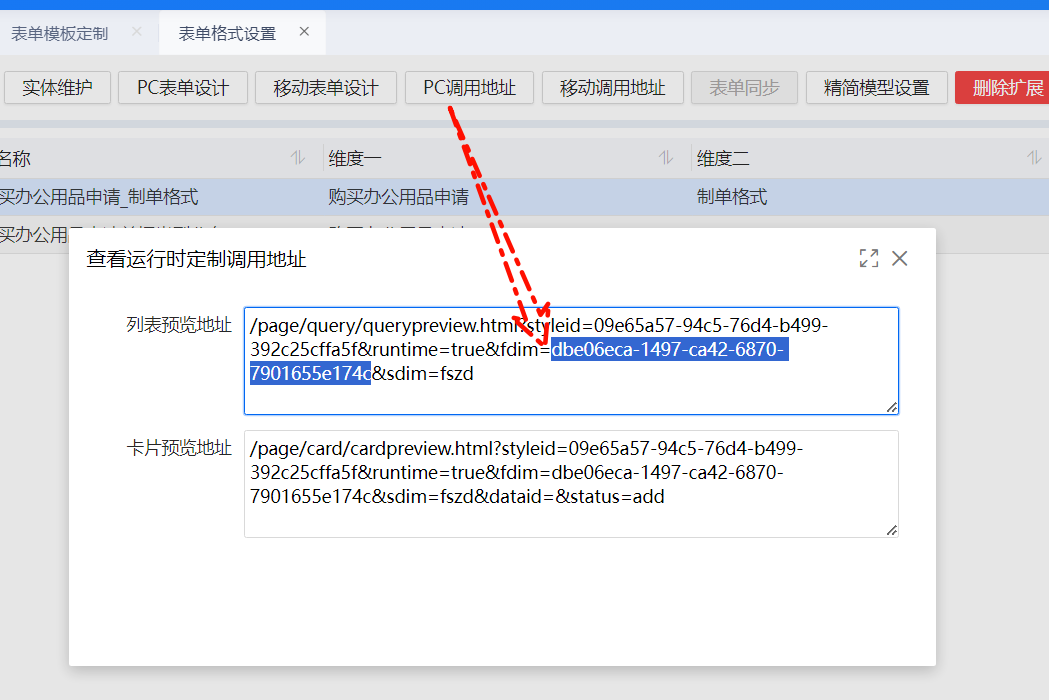 表单模板定制
表单格式设置
实体维护
PC表单设计
移动表单设计
PC调用地址
移动调用地址
表单同步
精简模型设置
删除扩展
名称
维度一
维度二
买办公用品申请_制单格式
购买办公用品申请
制单格式
买办公用品
查看运行时定制调用地址
列表预览地址
/page/query/querypreview.html?styleid=09e65a57-94c5-76d4-b499-
392c25cffa5f&runtime=true&fdim=dbe06eca-1497-ca42-6870-
7901655e174c&sdim=fszd
卡片预览地址
/page/card/cardpreview.html?styleid=09e65a57-94c5-76d4-b499-
392c25cffa5f&runtime=true&fdim=dbe06eca-1497-ca42-6870-
7901655e174c&sdim=fszd&dataid=&status=add